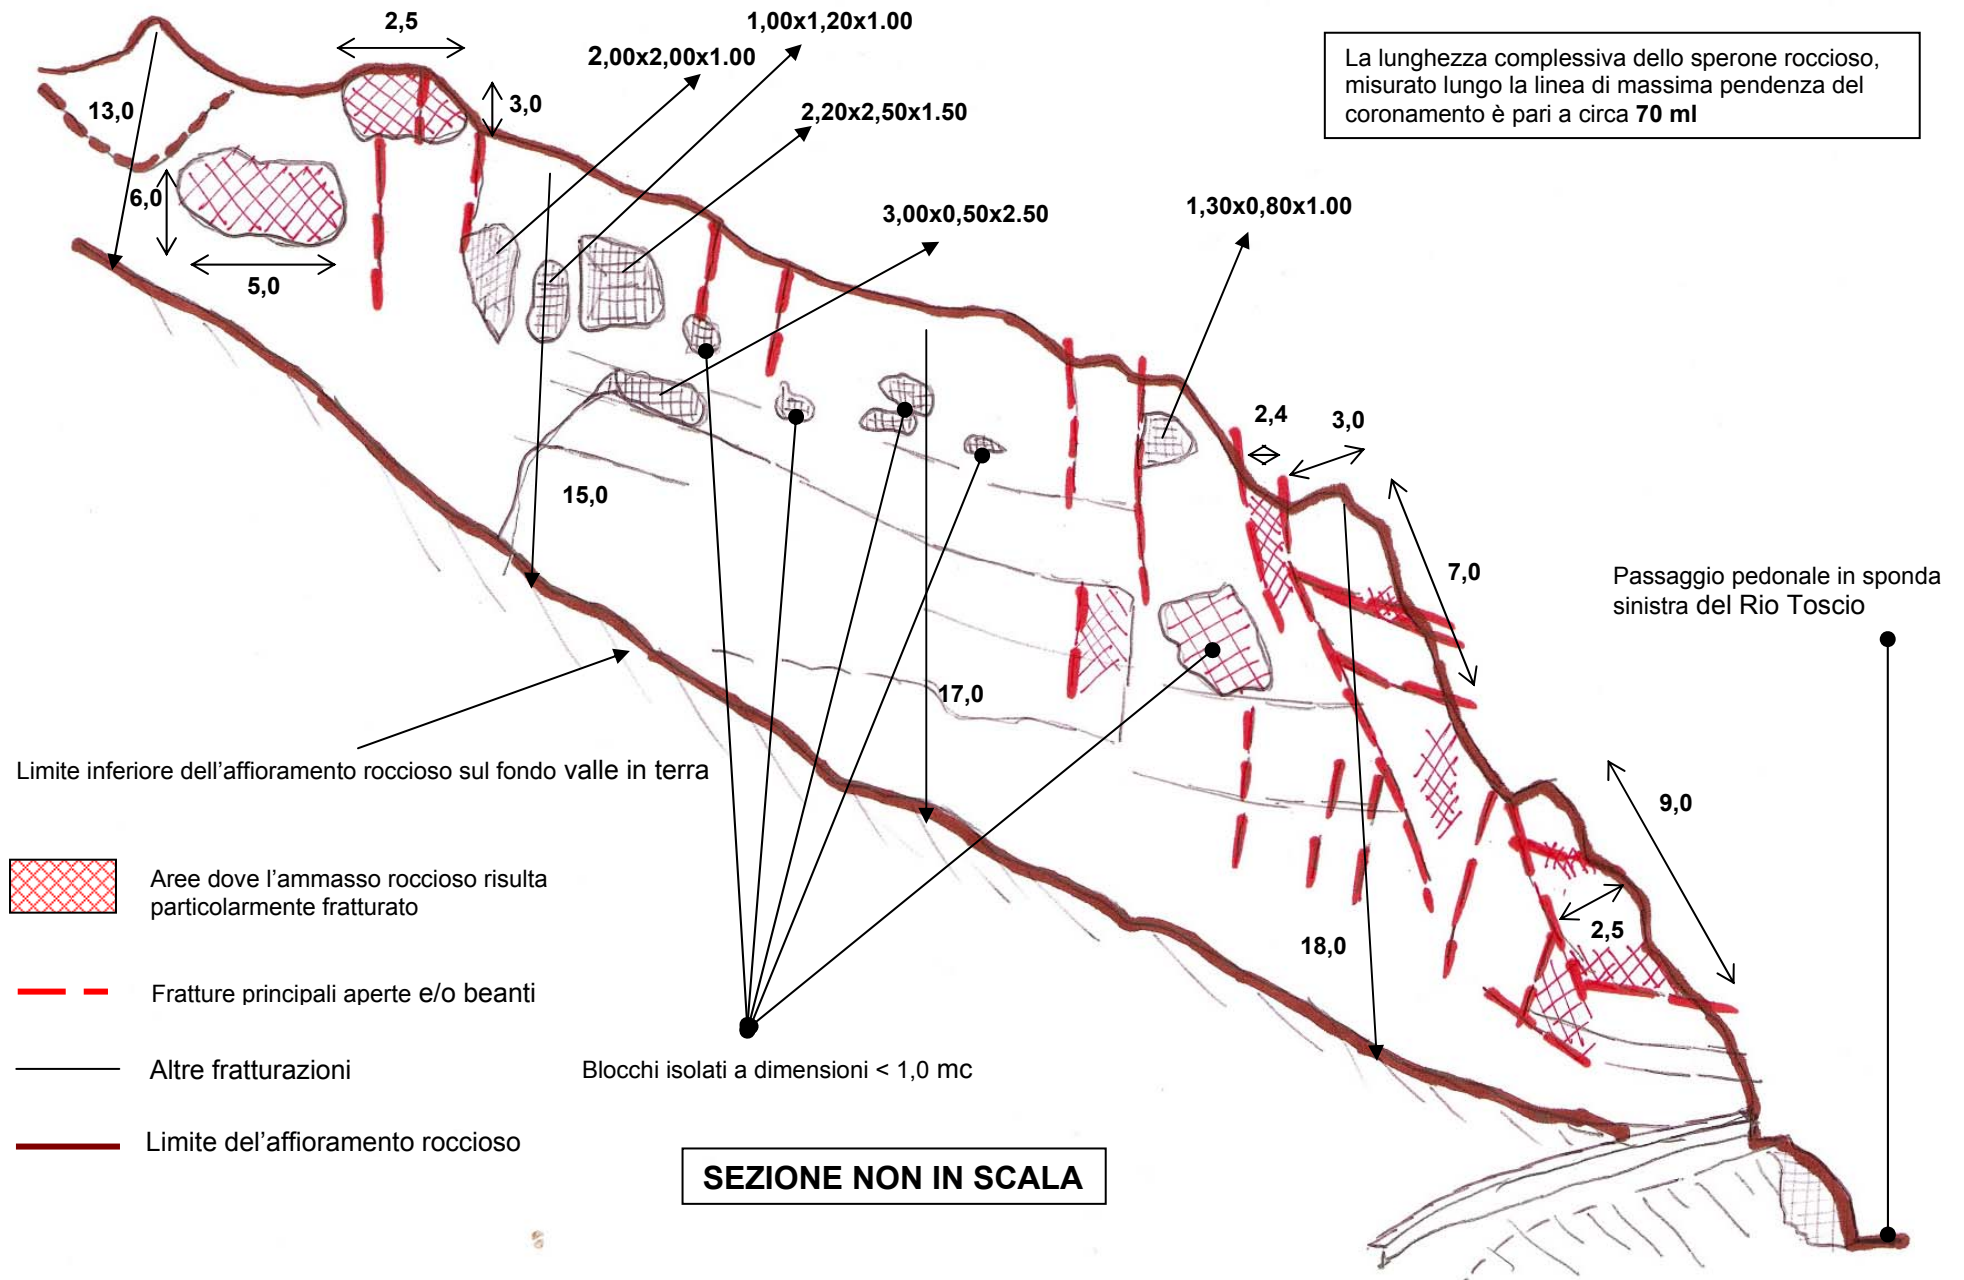 2,5
1,00x1,20x1.00
2,00x2,00x1.00
La lunghezza complessiva dello sperone roccioso,
misurato lungo la linea di massima pendenza del
coronamento è pari a circa 70 ml
13,0
3,0
2,20x2,50x1.50
6,0
3,00x0,50x2.50
1,30x0,80x1.00
5,0
2,4
3,0
15,0
7,0
Passaggio pedonale in sponda
sinistra del Rio Toscio
17,0
Limite inferiore dell'affioramento roccioso sul fondo valle in terra
9,0
Aree dove l'ammasso roccioso risulta
particolarmente fratturato
2,5
18,0
Fratture principali aperte e/o beanti
Altre fratturazioni
Blocchi isolati a dimensioni < 1,0 mc
Limite del'affioramento roccioso
SEZIONE NON IN SCALA